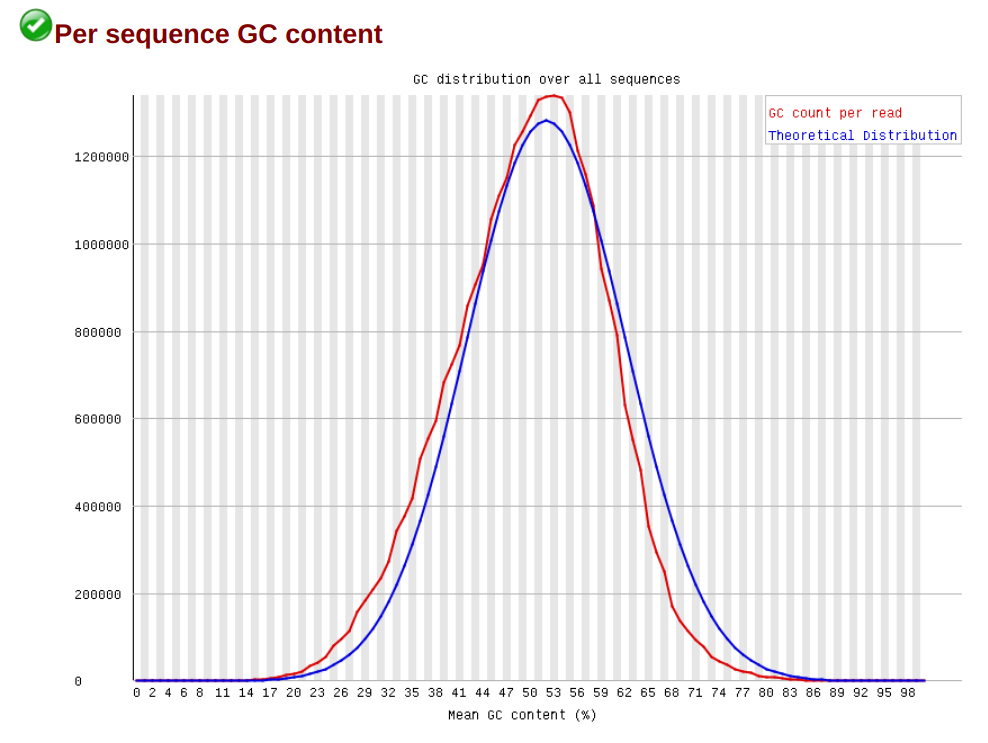 Per sequence GC content
GC distribution over all sequences
GC count per read
Theoretical Distribution
1200000
1000000
800000
600000
400000
200000
0
0 2 4 6 8 11 14 17 20 23 26 29 32 35 38 41 44 47 50 53 56 59 62 65 68 71 74 77 80 83 86 89 92 95 98
Mean GC content (%)